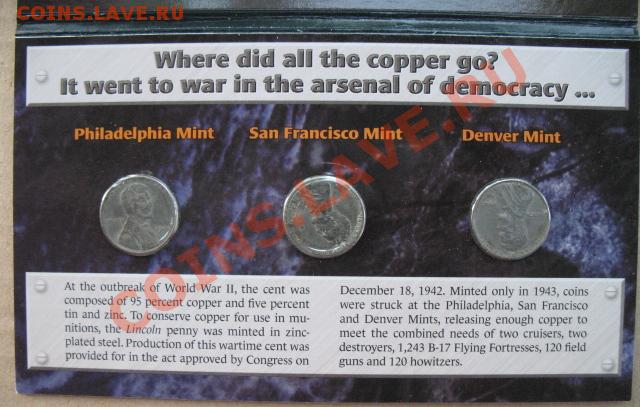 COINS.LAVE.РУ
Where did all the copper go?
It went to war in the arsenal of democracy ...
Philadelphia Mint
San Francisco Mint
Denver Mint
At the outbreak of World War II, the cent was
composed of 95 percent copper and five percent
tin and zinc. To conserve copper for use in mu-
nitions, the Lincoln penny was minted in zinc-
plated steel. Production of this wartime cent was
provided for in the act approved by Congress on
December 18, 1942. Minted only in 1943, coins
were struck at the Philadelphia, San Francisco
and Denver Mints, releasing enough copper to
meet the combined needs of two cruisers, two
destroyers, 1,243 B-17 Flying Fortresses, 120 field
guns and 120 howitzers.
COINS.LAVE.РУ